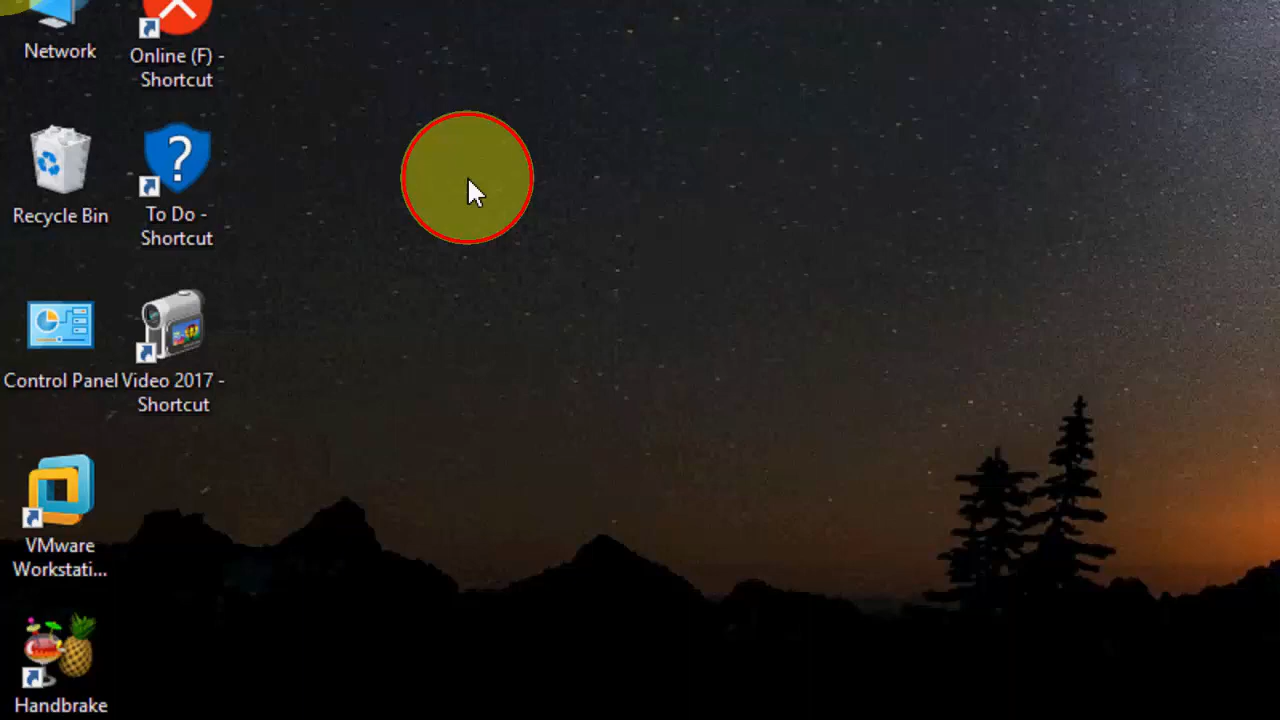 Network
Online (F) -
Shortcut
Recycle Bin
To Do -
Shortcut
Control Panel
Video 2017 -
Shortcut
VMware
Workstati...
Handbrake